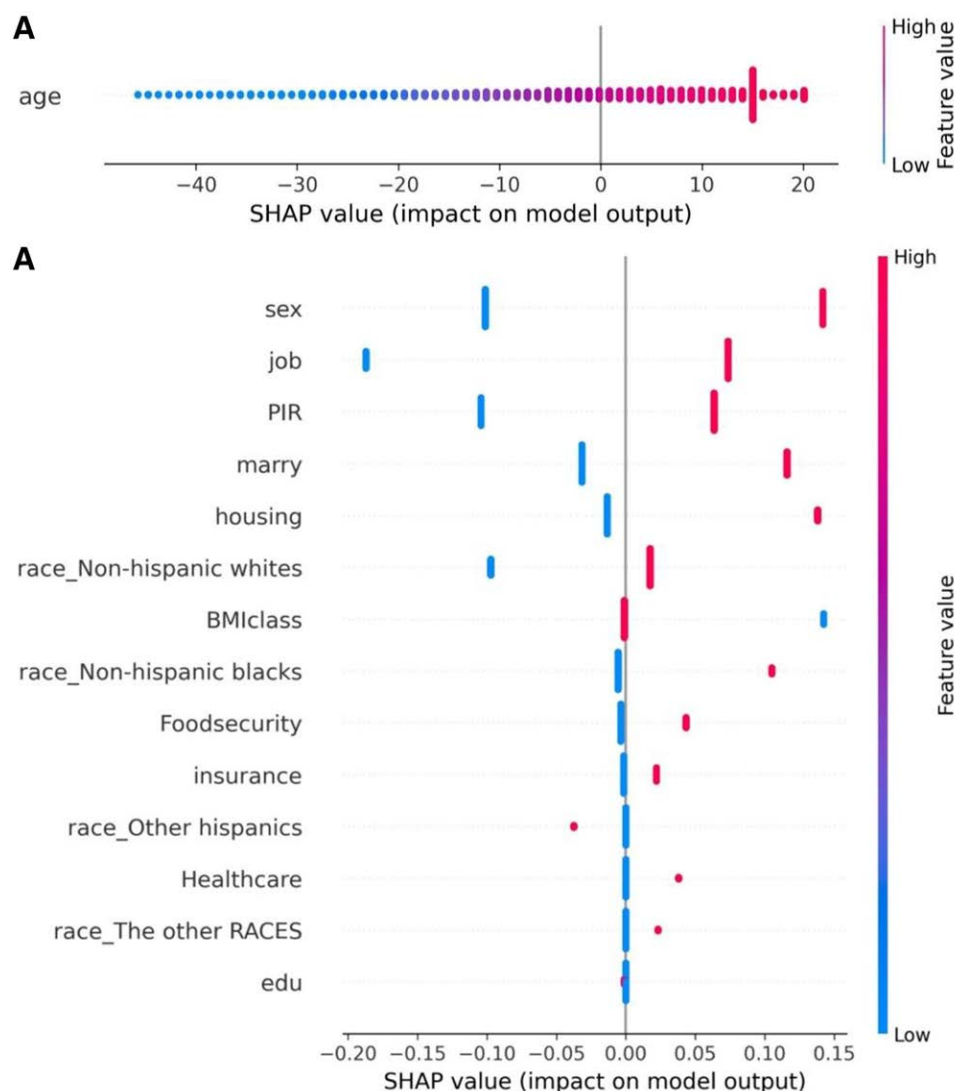 A
High
age
Feature value
Low
−40 −30 −20 −10 0 10 20
SHAP value (impact on model output)
A
High
sex
job
PIR
marry
housing
race_Non-hispanic whites
BMIclass
race_Non-hispanic blacks
Foodsecurity
insurance
race_Other hispanics
Healthcare
race_The other RACES
edu
Feature value
Low
−0.20 −0.15 −0.10 −0.05 0.00 0.05 0.10 0.15
SHAP value (impact on model output)